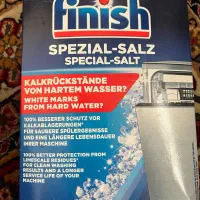 finish
SPEZIAL-SALZ
SPECIAL-SALT
KALKRÜCKSTÄNDE
VON HARTEM WASSER?
WHITE MARKS
FROM HARD WATER?
100% BESSERER SCHUTZ VOR
KALKABLAGERUNGEN*
FÜR SAUBERE SPÜLERGEBNISSE
UND EINE LÄNGERE LEBENSDAUER
IHRER MASCHINE
100% BETTER PROTECTION FROM
LIMESCALE RESIDUES*
FOR CLEAN WASHING
RESULTS AND A LONGER
SERVICE LIFE OF YOUR
MACHINE